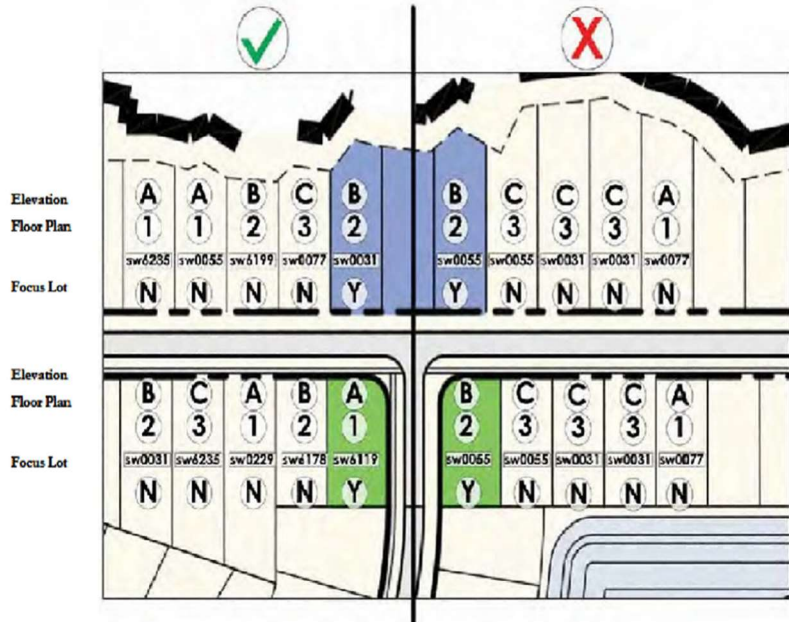 Elevation A A B C B B C C C A
Floor Plan 1 1 2 3 2 2 3 3 3 1
sw6235 sw0055 sw6199 sw0077 sw0031 sw0055 sw0055 sw0031 sw0031 sw0077
Focus Lot N N N N Y Y N N N N
Elevation B C A B A B C C C A
Floor Plan 2 3 1 2 1 2 3 3 3 1
sw0031 sw6235 sw0229 sw6178 sw6119 sw0055 sw0055 sw0031 sw0031 sw0077
Focus Lot N N N N Y Y N N N N